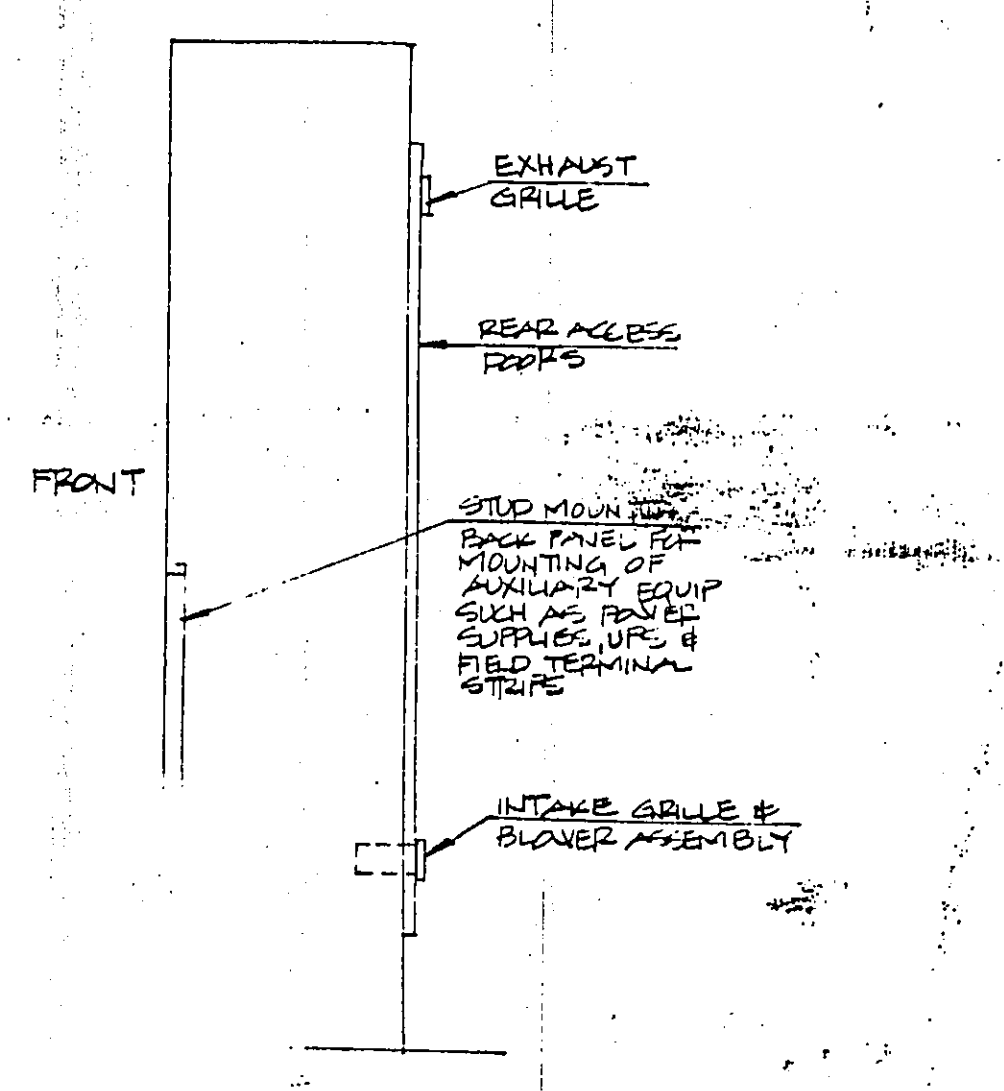 EXHAUST
GRILLE
REAR ACCESS
DOORS
FRONT
STUD MOUNTING
BACK PANEL FOR
MOUNTING OF
AUXILIARY EQUIP
SUCH AS POWER
SUPPLIES, UPS &
FIELD TERMINAL
STRIPS
INTAKE GRILLE &
BLOWER ASSEMBLY